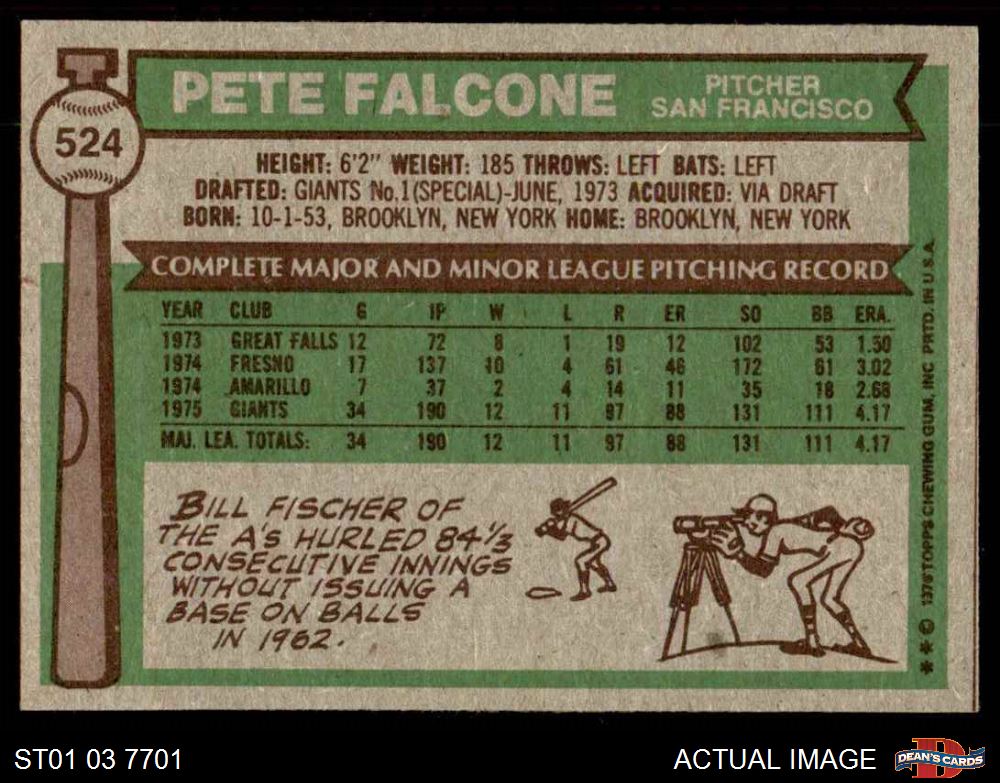 524
PETE FALCONE
PITCHER
SAN FRANCISCO
HEIGHT: 6'2" WEIGHT: 185 THROWS: LEFT BATS: LEFT
DRAFTED: GIANTS No.1(SPECIAL)-JUNE, 1973 ACQUIRED: VIA DRAFT
BORN: 10-1-53, BROOKLYN, NEW YORK HOME: BROOKLYN, NEW YORK
COMPLETE MAJOR AND MINOR LEAGUE PITCHING RECORD
YEAR CLUB G IP W L R ER SO BB ERA.
1973 GREAT FALLS 12 72 8 1 19 12 102 53 1.50
1974 FRESNO 17 137 10 4 61 46 172 61 3.02
1974 AMARILLO 7 37 2 4 14 11 35 18 2.68
1975 GIANTS 34 190 12 11 97 88 131 111 4.17
MAJ. LEA. TOTALS: 34 190 12 11 97 88 131 111 4.17
BILL FISCHER OF
THE A'S HURLED 84⅓
CONSECUTIVE INNINGS
WITHOUT ISSUING A
BASE ON BALLS
IN 1962.
** © 1976 TOPPS CHEWING GUM, INC PRTD. IN U.S.A.
ST01 03 7701
ACTUAL IMAGE
D
DEAN'S CARDS